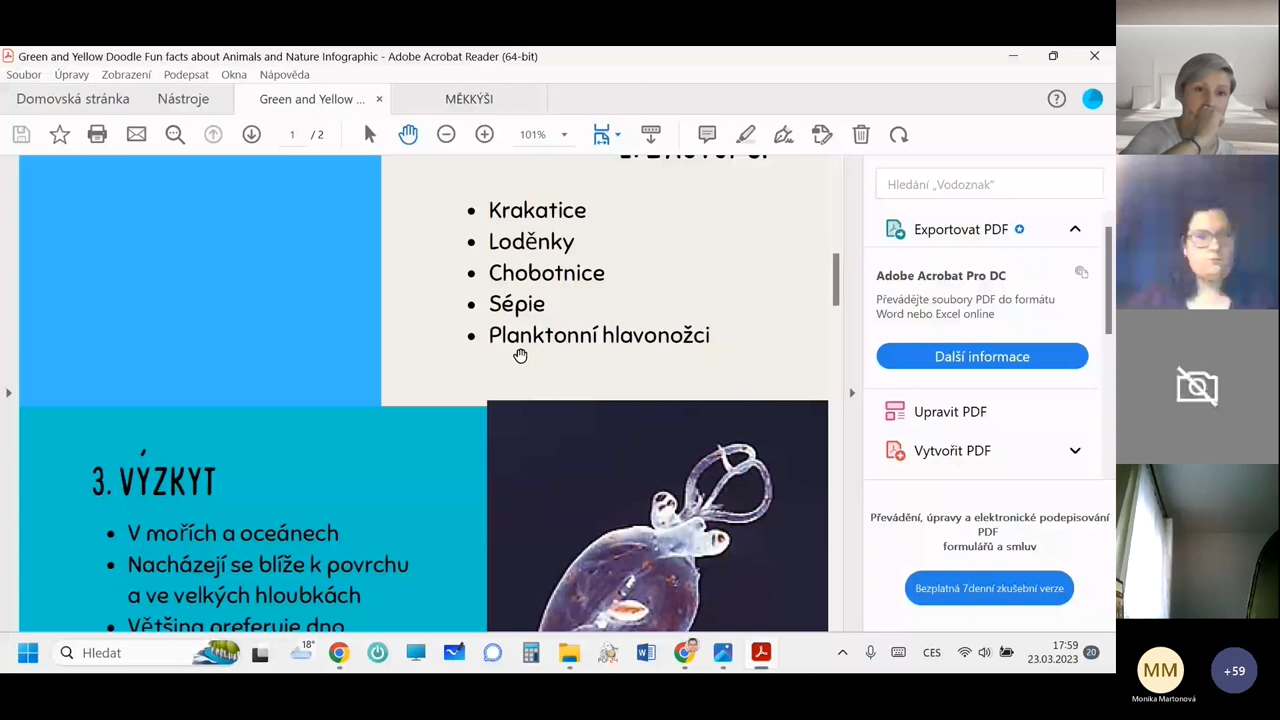 Green and Yellow Doodle Fun facts about Animals and Nature Infographic - Adobe Acrobat Reader (64-bit)
Soubor Úpravy Zobrazení Podepsat Okna Nápověda
Domovská stránka Nástroje Green and Yellow ... × MĚKKÝŠI
1 / 2 101%
Krakatice
Loděnky
Chobotnice
Sépie
Planktonní hlavonožci
3. VÝZKYT
V mořích a oceánech
Nacházejí se blíže k povrchu
a ve velkých hloubkách
Většina preferuje dno
Hledání „Vodoznak"
Exportovat PDF
Adobe Acrobat Pro DC
Převádějte soubory PDF do formátu
Word nebo Excel online
Další informace
Upravit PDF
Vytvořit PDF
Převádění, úpravy a elektronické podepisování
PDF
formulářů a smluv
Bezplatná 7denní zkušební verze
Hledat
18°
CES
17:59
23.03.2023
20
MM
Monika Martonová
+59